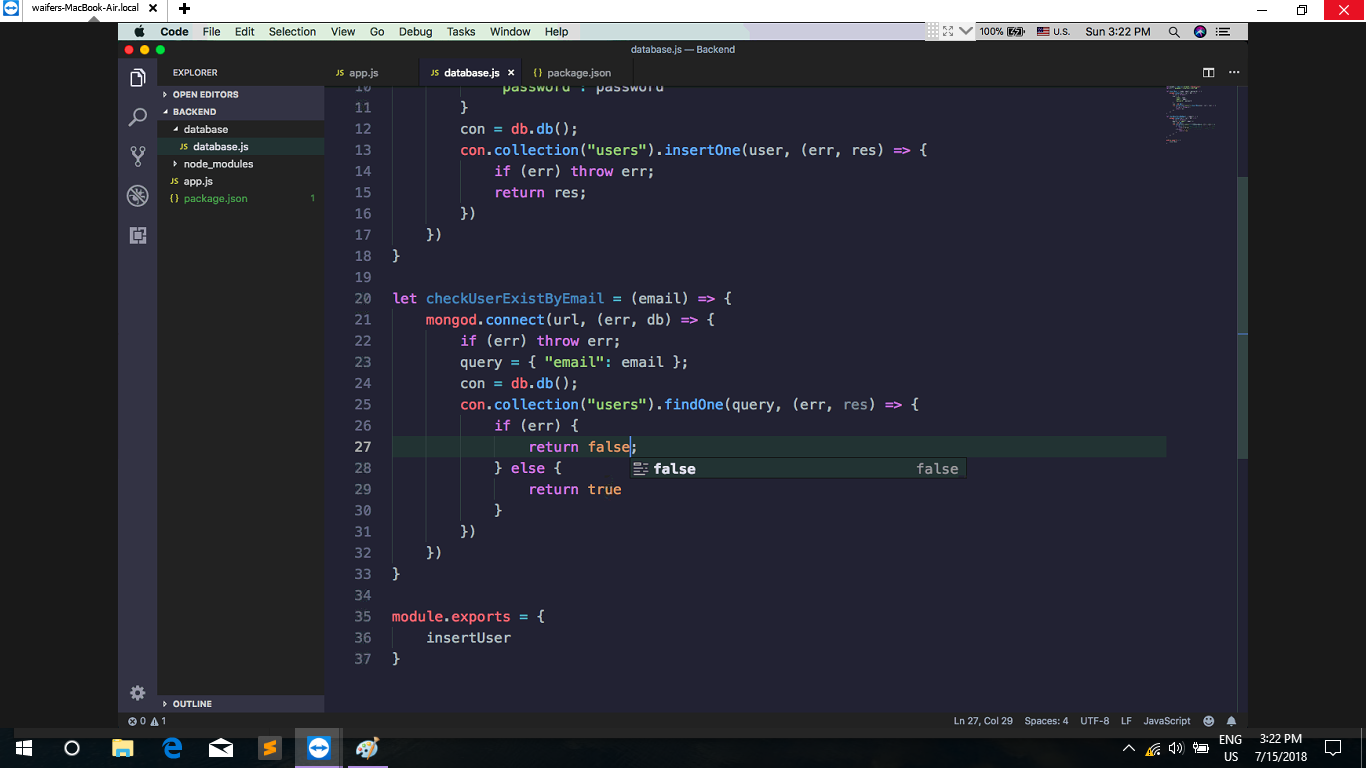 waifers-MacBook-Air.local
Code File Edit Selection View Go Debug Tasks Window Help 100% U.S. Sun 3:22 PM
database.js — Backend
EXPLORER
JS app.js JS database.js {} package.json
OPEN EDITORS
BACKEND
database
JS database.js
node_modules
JS app.js
{} package.json 1
OUTLINE
10 "password": password
11 }
12 con = db.db();
13 con.collection("users").insertOne(user, (err, res) => {
14 if (err) throw err;
15 return res;
16 })
17 })
18 }
19
20 let checkUserExistByEmail = (email) => {
21 mongod.connect(url, (err, db) => {
22 if (err) throw err;
23 query = { "email": email };
24 con = db.db();
25 con.collection("users").findOne(query, (err, res) => {
26 if (err) {
27 return false;
28 } else {
false false
29 return true
30 }
31 })
32 })
33 }
34
35 module.exports = {
36 insertUser
37 }
0 1 Ln 27, Col 29 Spaces: 4 UTF-8 LF JavaScript
ENG 3:22 PM
US 7/15/2018